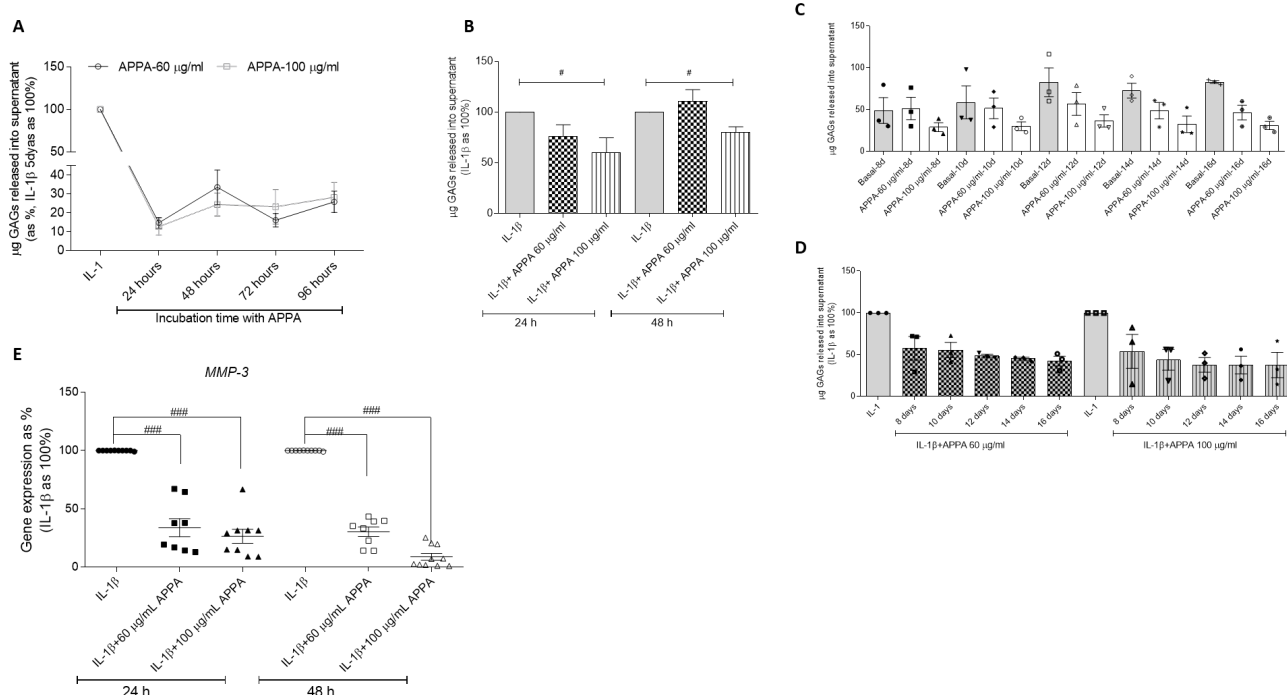 A
APPA-60 μg/ml
APPA-100 μg/ml
μg GAGs released into supernatant
(as %, IL-1β 5dyas as 100%)
150
100
50
40
30
20
10
0
IL-1
24 hours
48 hours
72 hours
96 hours
Incubation time with APPA
B
μg GAGs released into supernatant
(IL-1β as 100%)
150
100
50
0
#
#
IL-1β
IL-1β+ APPA 60 μg/ml
IL-1β+ APPA 100 μg/ml
IL-1β
IL-1β+ APPA 60 μg/ml
IL-1β+ APPA 100 μg/ml
24 h
48 h
C
μg GAGs released into supernatant
150
100
50
0
Basal-8d
APPA-60 μg/ml-8d
APPA-100 μg/ml-8d
Basal-10d
APPA-60 μg/ml-10d
APPA-100 μg/ml-10d
Basal-12d
APPA-60 μg/ml-12d
APPA-100 μg/ml-12d
Basal-14d
APPA-60 μg/ml-14d
APPA-100 μg/ml-14d
Basal-16d
APPA-60 μg/ml-16d
APPA-100 μg/ml-16d
D
μg GAGs released into supernatant
(IL-1β as 100%)
150
100
50
0
IL-1
8 days
10 days
12 days
14 days
16 days
IL-1
8 days
10 days
12 days
14 days
16 days
IL-1β+APPA 60 μg/ml
IL-1β+APPA 100 μg/ml
E
MMP-3
Gene expression as %
(IL-1β as 100%)
150
100
50
0
###
###
###
###
IL-1β
IL-1β+60 μg/mL APPA
IL-1β+100 μg/mL APPA
IL-1β
IL-1β+60 μg/mL APPA
IL-1β+100 μg/mL APPA
24 h
48 h